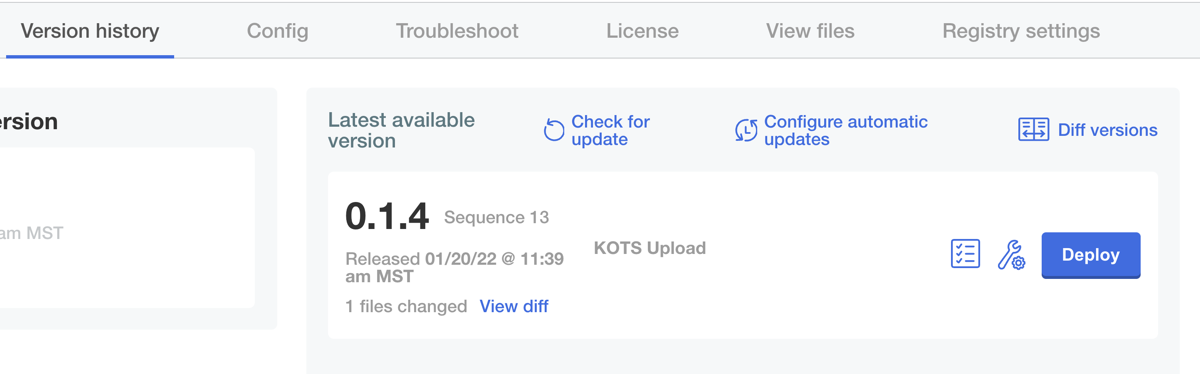 Version history
Config
Troubleshoot
License
View files
Registry settings
am MST
Latest available
version
Check for
update
Configure automatic
updates
Diff versions
0.1.4 Sequence 13
Released 01/20/22 @ 11:39
am MST
1 files changed View diff
KOTS Upload
Deploy